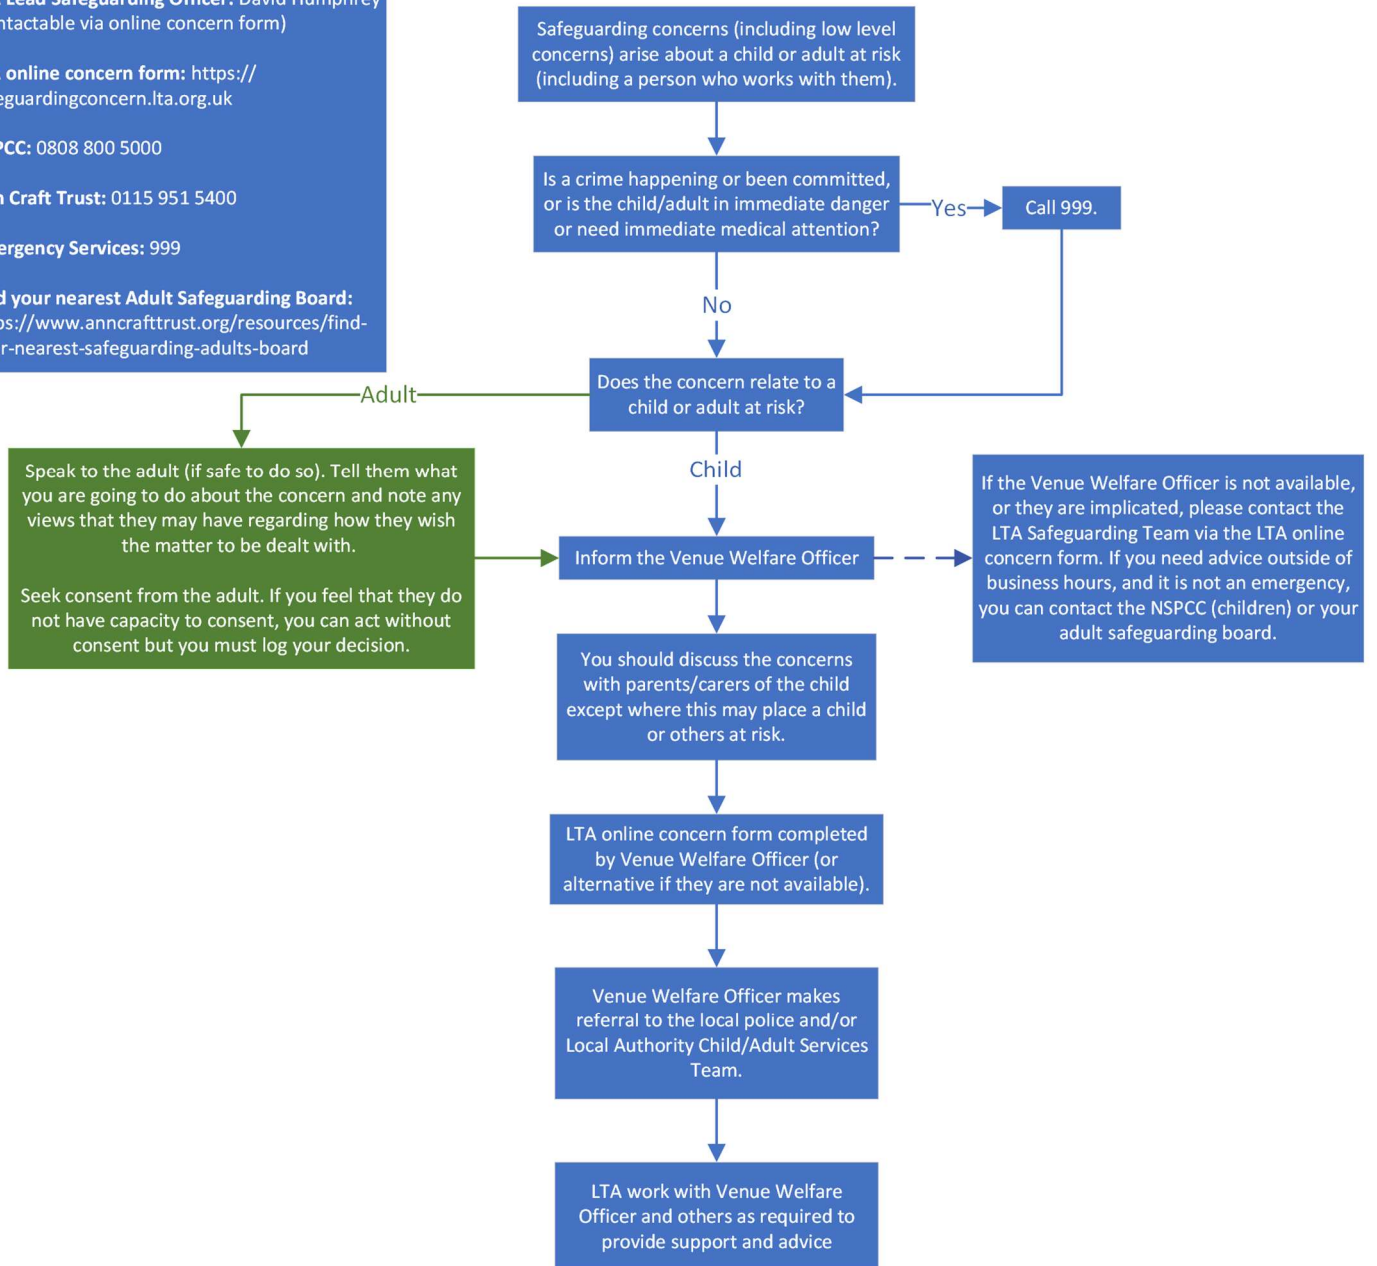 Lead Safeguarding Officer: David Humphrey
ntactable via online concern form)
online concern form: https://
eguardingconcern.lta.org.uk
PCC: 0808 800 5000
n Craft Trust: 0115 951 5400
ergency Services: 999
d your nearest Adult Safeguarding Board:
ps://www.anncrafttrust.org/resources/find-
r-nearest-safeguarding-adults-board
Safeguarding concerns (including low level
concerns) arise about a child or adult at risk
(including a person who works with them).
Is a crime happening or been committed,
or is the child/adult in immediate danger
or need immediate medical attention?
Yes
Call 999.
No
Does the concern relate to a
child or adult at risk?
Adult
Child
Speak to the adult (if safe to do so). Tell them what
you are going to do about the concern and note any
views that they may have regarding how they wish
the matter to be dealt with.
Seek consent from the adult. If you feel that they do
not have capacity to consent, you can act without
consent but you must log your decision.
Inform the Venue Welfare Officer
If the Venue Welfare Officer is not available,
or they are implicated, please contact the
LTA Safeguarding Team via the LTA online
concern form. If you need advice outside of
business hours, and it is not an emergency,
you can contact the NSPCC (children) or your
adult safeguarding board.
You should discuss the concerns
with parents/carers of the child
except where this may place a child
or others at risk.
LTA online concern form completed
by Venue Welfare Officer (or
alternative if they are not available).
Venue Welfare Officer makes
referral to the local police and/or
Local Authority Child/Adult Services
Team.
LTA work with Venue Welfare
Officer and others as required to
provide support and advice